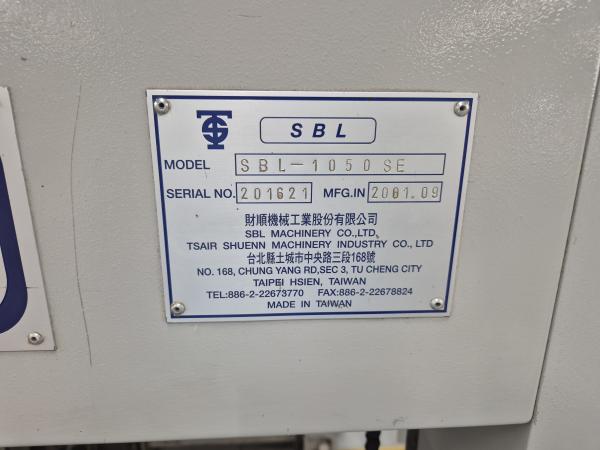 SBL
MODEL SBL-1050SE
SERIAL NO. 201621 MFG.IN 2001.09
財順機械工業股份有限公司
SBL MACHINERY CO.,LTD.
TSAIR SHUENN MACHINERY INDUSTRY CO., LTD
台北縣土城市中央路三段168號
NO. 168, CHUNG YANG RD,SEC 3, TU CHENG CITY
TAIPEI HSIEN, TAIWAN
TEL:886-2-22673770 FAX:886-2-22678824
MADE IN TAIWAN